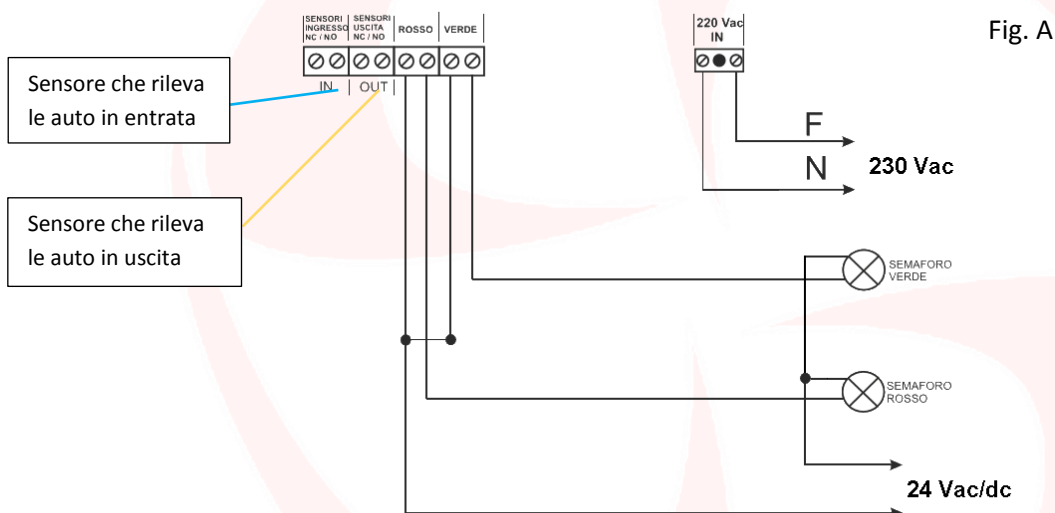 Fig. A
SENSORI
INGRESSO
NC / NO
SENSORI
USCITA
NC / NO
ROSSO
VERDE
220 Vac
IN
IN
OUT
Sensore che rileva
le auto in entrata
F
N
230 Vac
Sensore che rileva
le auto in uscita
SEMAFORO
VERDE
SEMAFORO
ROSSO
24 Vac/dc